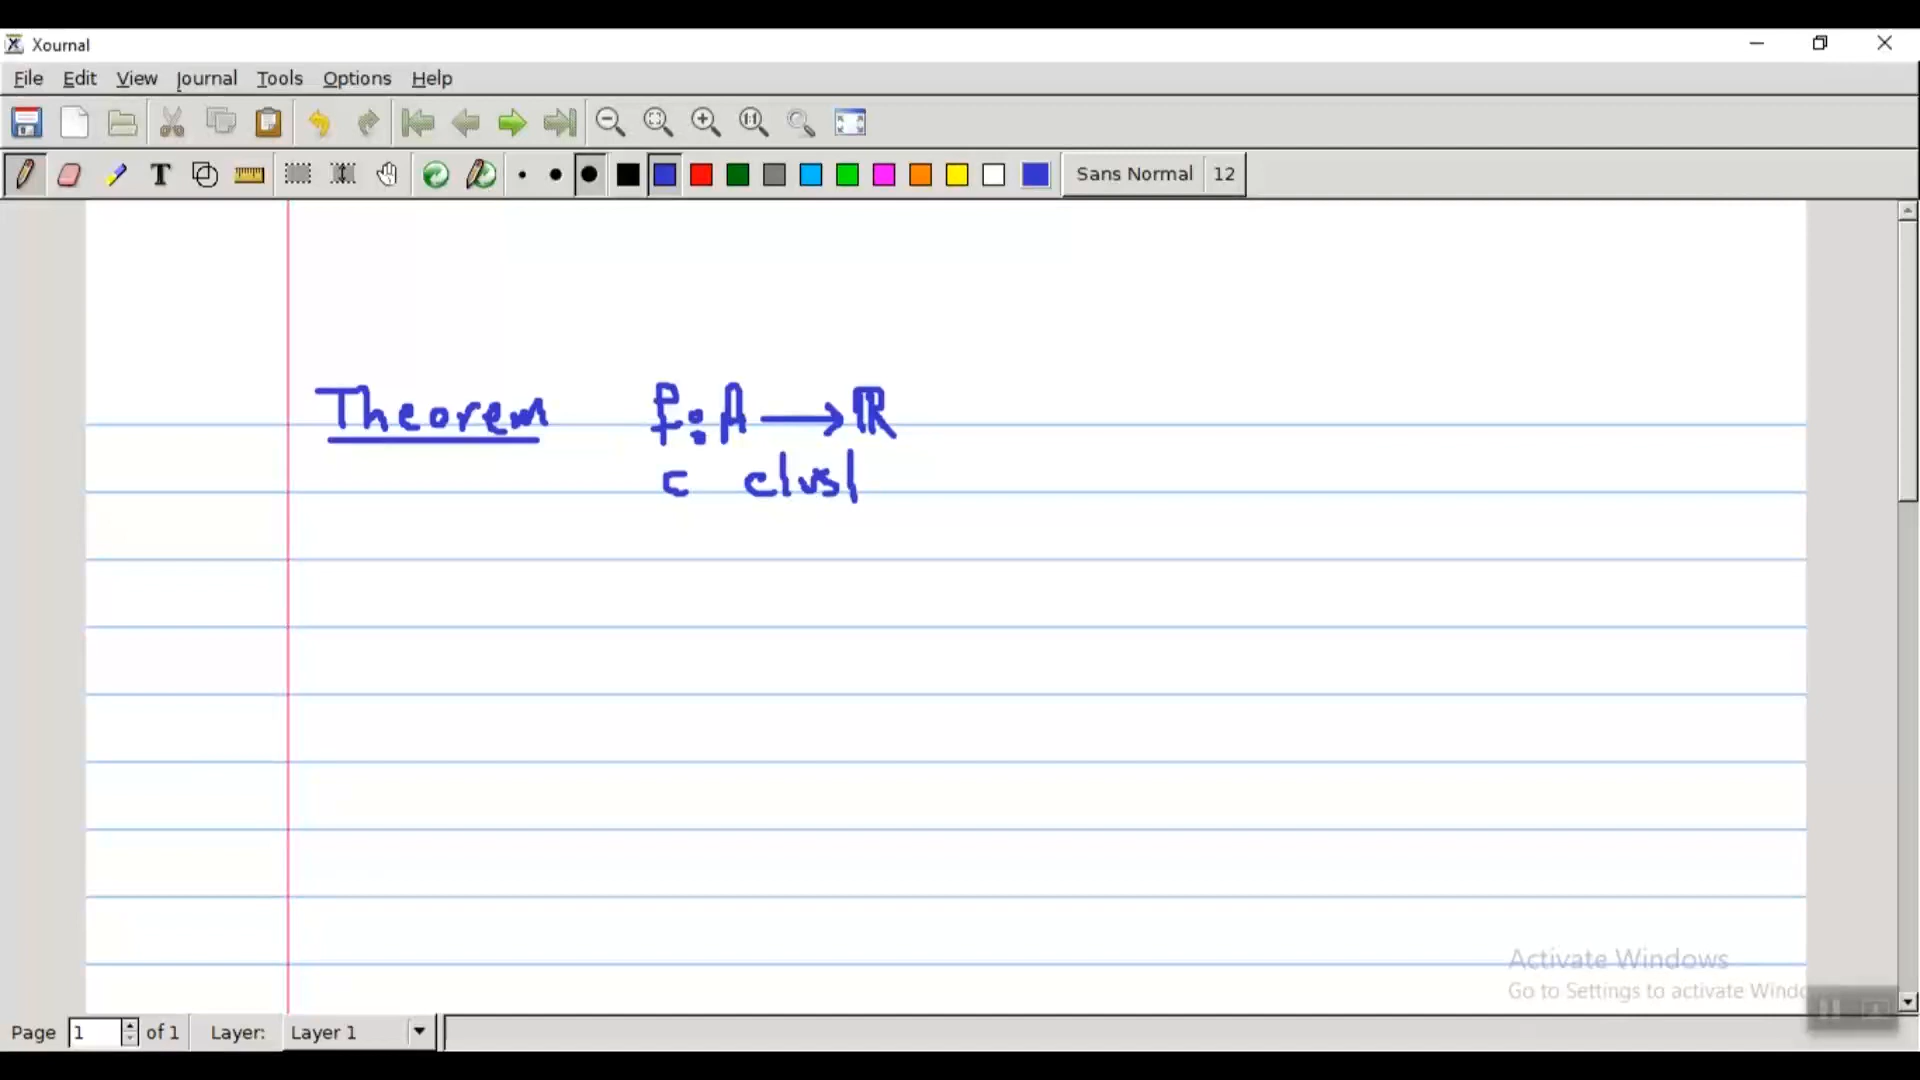 Xournal
File Edit View Journal Tools Options Help
T Sans Normal 12
Theorem f: A → ℝ
c
Activate Windows
Go to Settings to activate Windo
Page 1 of 1 Layer: Layer 1